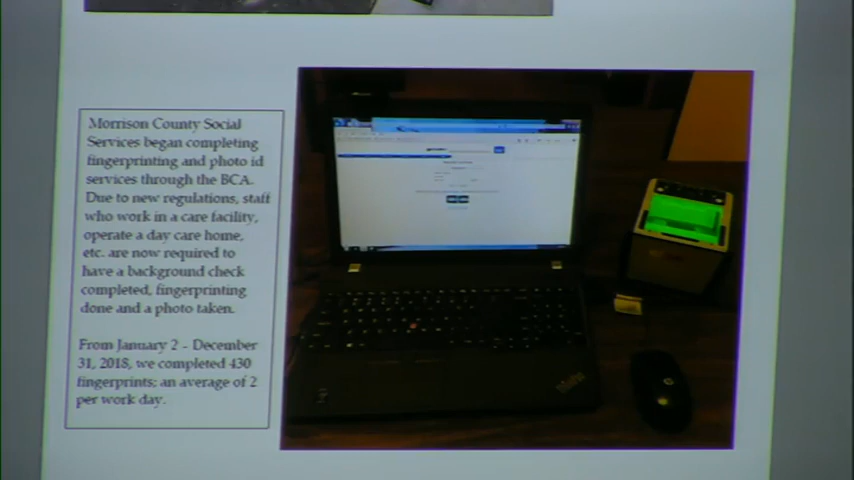 Morrison County Social
Services began completing
fingerprinting and photo id
services through the BCA.
Due to new regulations, staff
who work in a care facility,
operate a day care home,
etc. are now required to
have a background check
completed, fingerprinting
done and a photo taken.
From January 2 - December
31, 2018, we completed 430
fingerprints; an average of 2
per work day.
ThinkPad